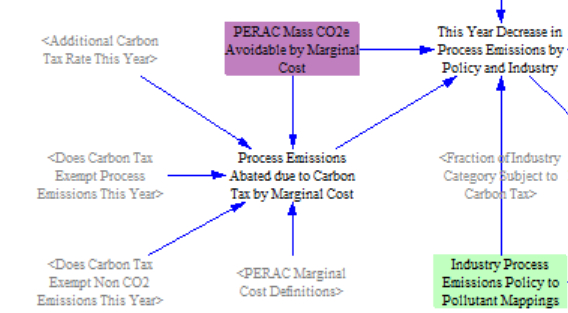 <Additional Carbon
Tax Rate This Year>
PERAC Mass CO2e
Avoidable by Marginal
Cost
This Year Decrease in
Process Emissions by
Policy and Industry
<Does Carbon Tax
Exempt Process
Emissions This Year>
Process Emissions
Abated due to Carbon
Tax by Marginal Cost
<Fraction of Industry
Category Subject to
Carbon Tax>
<Does Carbon Tax
Exempt Non CO2
Emissions This Year>
<PERAC Marginal
Cost Definitions>
Industry Process
Emissions Policy to
Pollutant Mappings